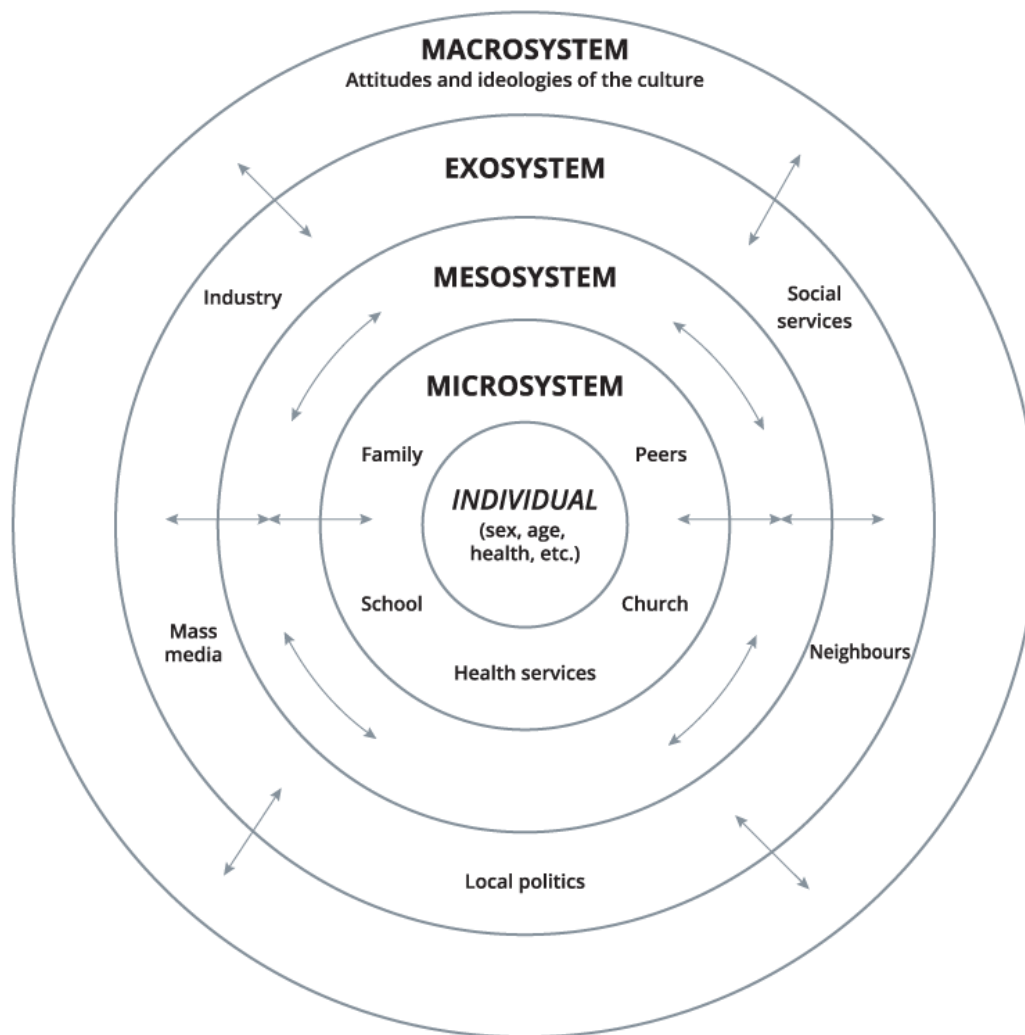 MACROSYSTEM
Attitudes and ideologies of the culture
EXOSYSTEM
MESOSYSTEM
Industry
Social
services
MICROSYSTEM
Family
Peers
INDIVIDUAL
(sex, age,
health, etc.)
School
Church
Mass
media
Neighbours
Health services
Local politics